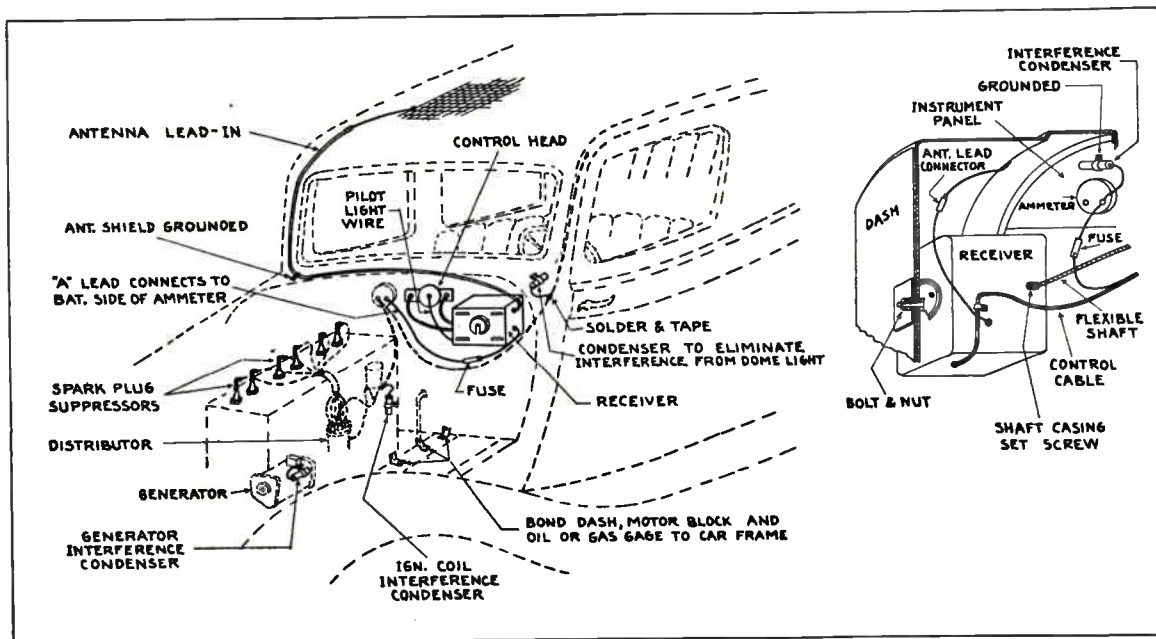 ANTENNA LEAD-IN
CONTROL HEAD
PILOT
LIGHT
WIRE
ANT. SHIELD GROUNDED
"A" LEAD CONNECTS TO
BAT. SIDE OF AMMETER
SOLDER & TAPE
CONDENSER TO ELIMINATE
INTERFERENCE FROM DOME LIGHT
SPARK PLUG
SUPPRESSORS
FUSE
RECEIVER
DISTRIBUTOR
GENERATOR
GENERATOR
INTERFERENCE
CONDENSER
IGN. COIL
INTERFERENCE
CONDENSER
BOND DASH, MOTOR BLOCK AND
OIL OR GAS GAGE TO CAR FRAME
INTERFERENCE
CONDENSER
GROUNDED
INSTRUMENT
PANEL
ANT. LEAD
CONNECTOR
DASH
AMMETER
FUSE
RECEIVER
FLEXIBLE
SHAFT
CONTROL
CABLE
BOLT & NUT
SHAFT CASING
SET SCREW